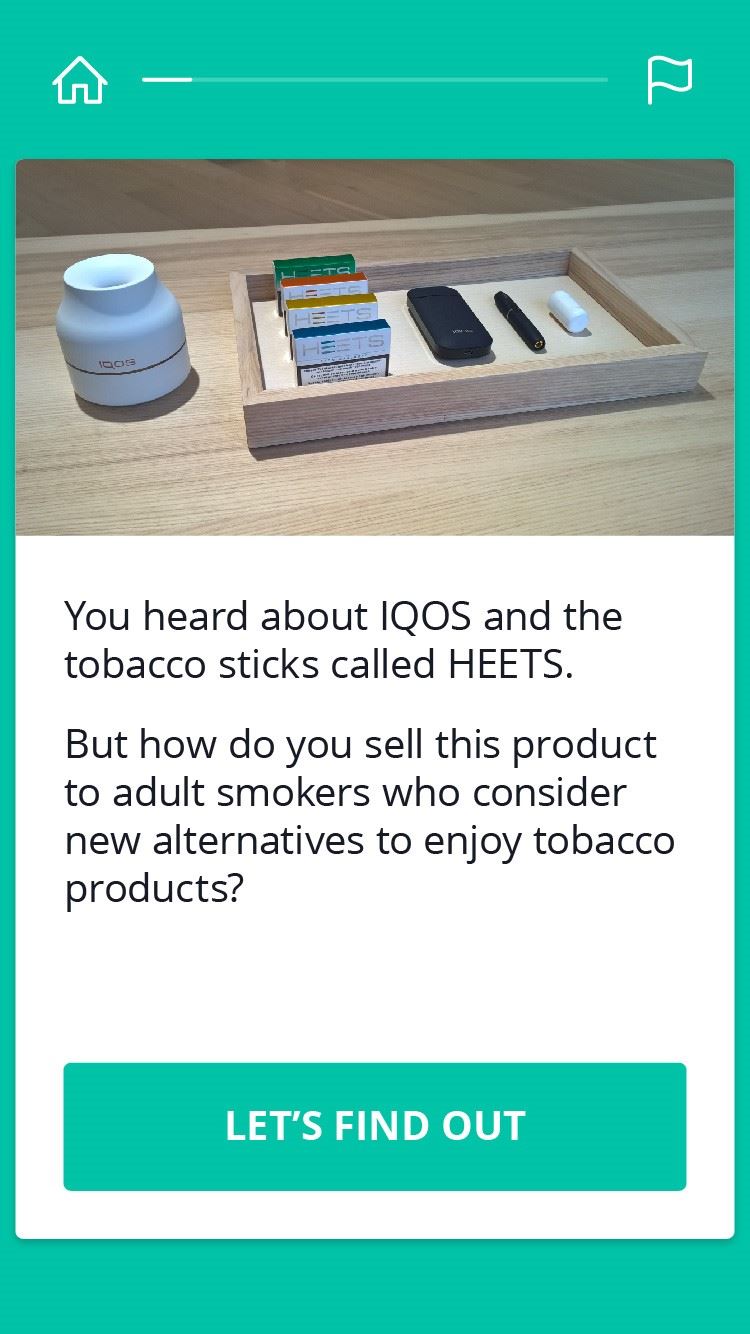 HEETS
HEETS
HEETS
HEETS
IQOS
You heard about IQOS and the
tobacco sticks called HEETS.
But how do you sell this product
to adult smokers who consider
new alternatives to enjoy tobacco
products?
LET’S FIND OUT